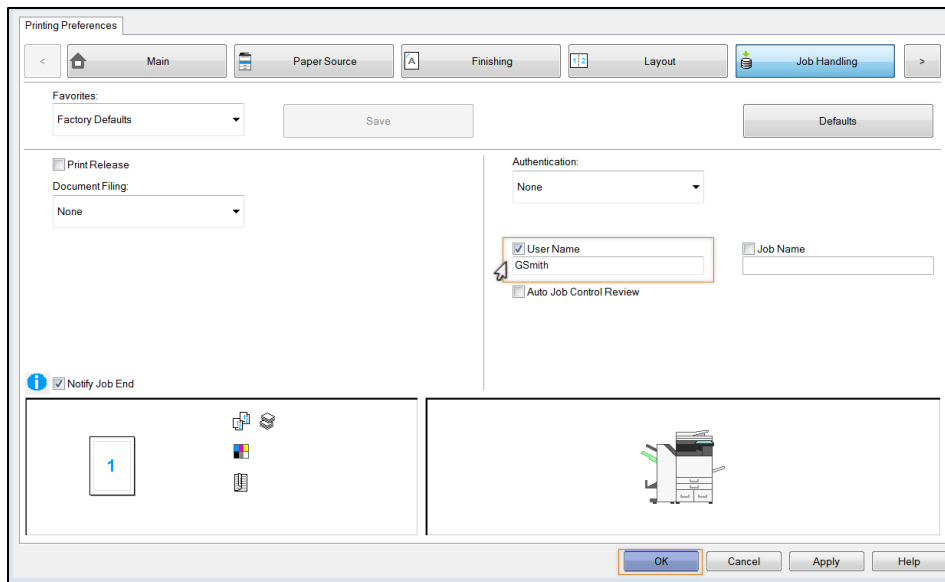 Printing Preferences
< Main Paper Source Finishing Layout Job Handling >
Favorites:
Factory Defaults Save Defaults
Print Release Authentication:
Document Filing: None
None
User Name Job Name
GSmith
Auto Job Control Review
Notify Job End
1
OK Cancel Apply Help